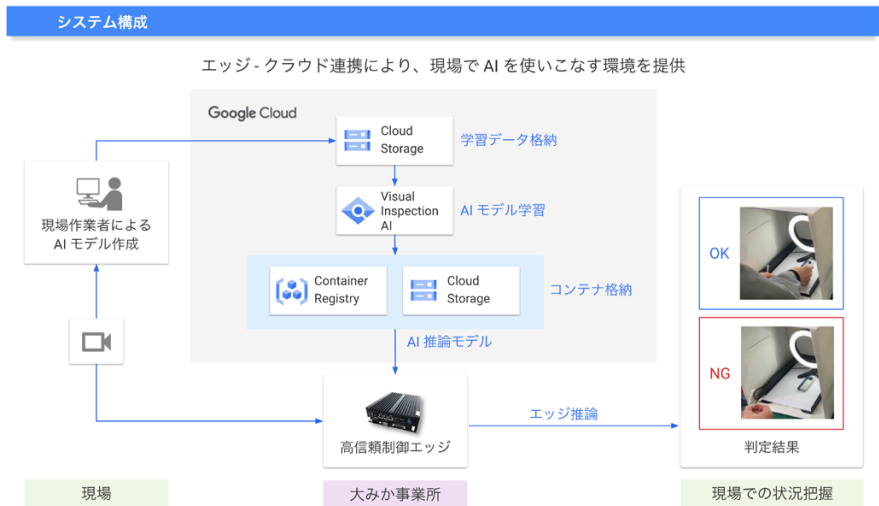 システム構成
エッジ - クラウド連携により、現場で AI を使いこなす環境を提供
Google Cloud
Cloud
Storage
学習データ格納
現場作業者による
AI モデル作成
Visual
Inspection
AI
AI モデル学習
Container
Registry
Cloud
Storage
コンテナ格納
AI 推論モデル
高信頼制御エッジ
エッジ推論
OK
NG
判定結果
現場
大みか事業所
現場での状況把握